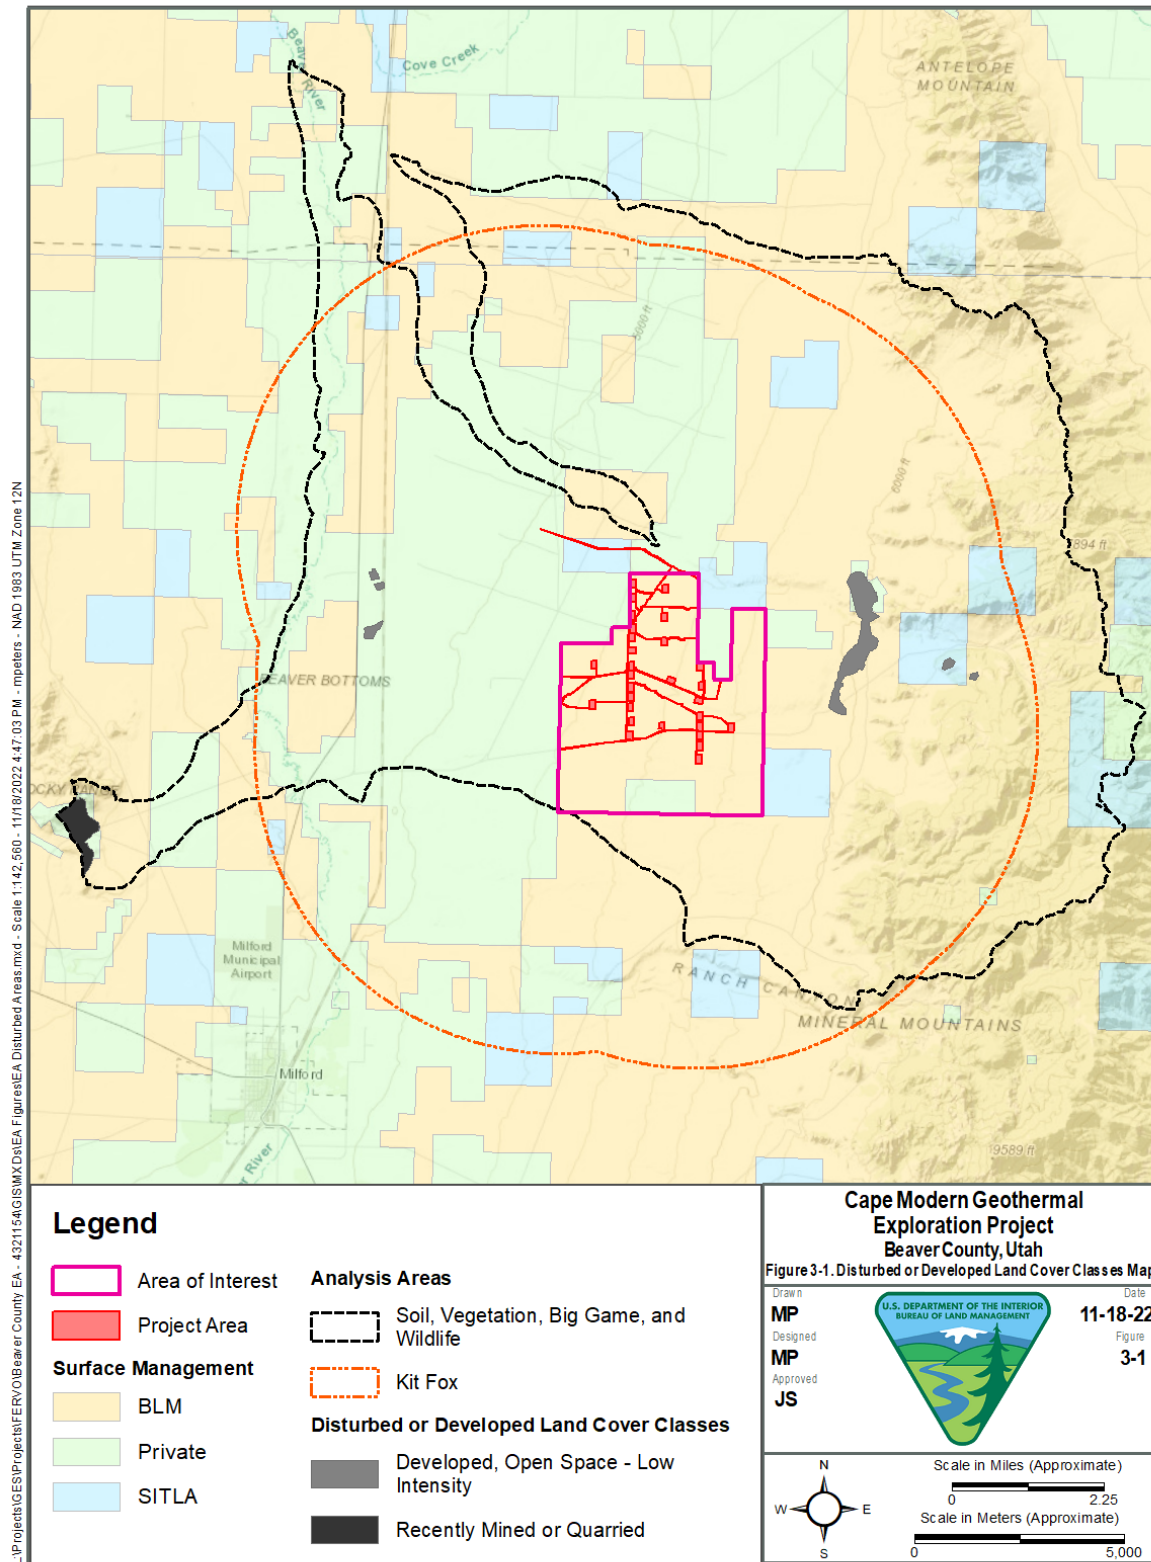 Beaver River
Cove Creek
ANTELOPE
MOUNTAIN
5000 ft
6000 ft
7894 ft
BEAVER BOTTOMS
Milford
Municipal
Airport
RANCH CANYON
MINERAL MOUNTAINS
Milford
9589 ft
River
Legend
Area of Interest
Project Area
Surface Management
BLM
Private
SITLA
Analysis Areas
Soil, Vegetation, Big Game, and
Wildlife
Kit Fox
Disturbed or Developed Land Cover Classes
Developed, Open Space - Low
Intensity
Recently Mined or Quarried
Cape Modern Geothermal
Exploration Project
Beaver County, Utah
Figure 3-1. Disturbed or Developed Land Cover Classes Map
Drawn
MP
Designed
MP
Approved
JS
U.S. DEPARTMENT OF THE INTERIOR
BUREAU OF LAND MANAGEMENT
Date
11-18-22
Figure
3-1
N
W
E
S
Scale in Miles (Approximate)
0
2.25
Scale in Meters (Approximate)
0
5,000
:\Projects\GES\Projects\FERVO\Beaver County EA - 4321154\GIS\MXDs\EA Figures\EA Disturbed Areas.mxd - Scale 1:142,560 - 11/18/2022 4:47:03 PM - mpeters - NAD 1983 UTM Zone 12N